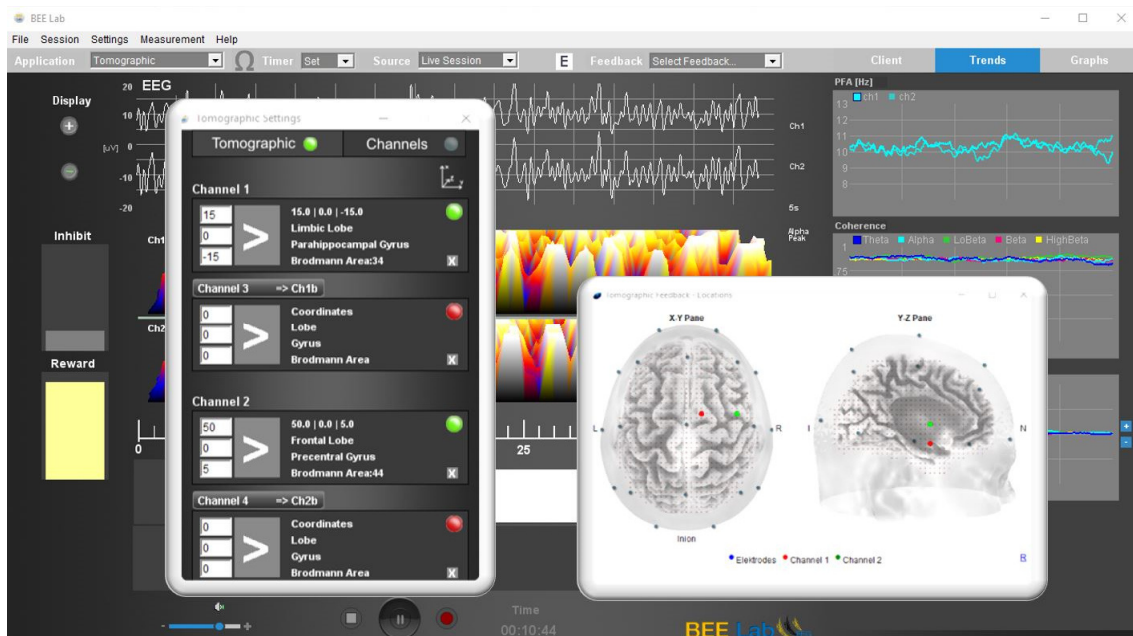 BEE Lab
File Session Settings Measurement Help
Application Tomographic Ω Timer Set Source Live Session E Feedback Select Feedback... Client Trends Graphs
Display
[uV]
20
10
0
-10
-20
EEG
Ch1
Ch2
5s
Inhibit
Reward
Ch1
Ch2
Alpha
Peak
0
25
Tomographic Settings
Tomographic Channels
Channel 1
15 15.0 | 0.0 | -15.0
0 Limbic Lobe
Parahippocampal Gyrus
-15 Brodmann Area:34 X
Channel 3 => Ch1b
0 Coordinates
0 Lobe
Gyrus
0 Brodmann Area X
Channel 2
50 50.0 | 0.0 | 5.0
0 Frontal Lobe
Precentral Gyrus
5 Brodmann Area:44 X
Channel 4 => Ch2b
0 Coordinates
0 Lobe
Gyrus
0 Brodmann Area X
PFA [Hz]
ch1 ch2
13
12
11
10
9
8
Coherence
Theta Alpha LoBeta Beta HighBeta
1
75
Tomographic Feedback - Locations
X-Y Pane Y-Z Pane
L R I N
Inion
Elektrodes Channel 1 Channel 2
R
+
-
- +
Time
00:10:44
BEE Lab